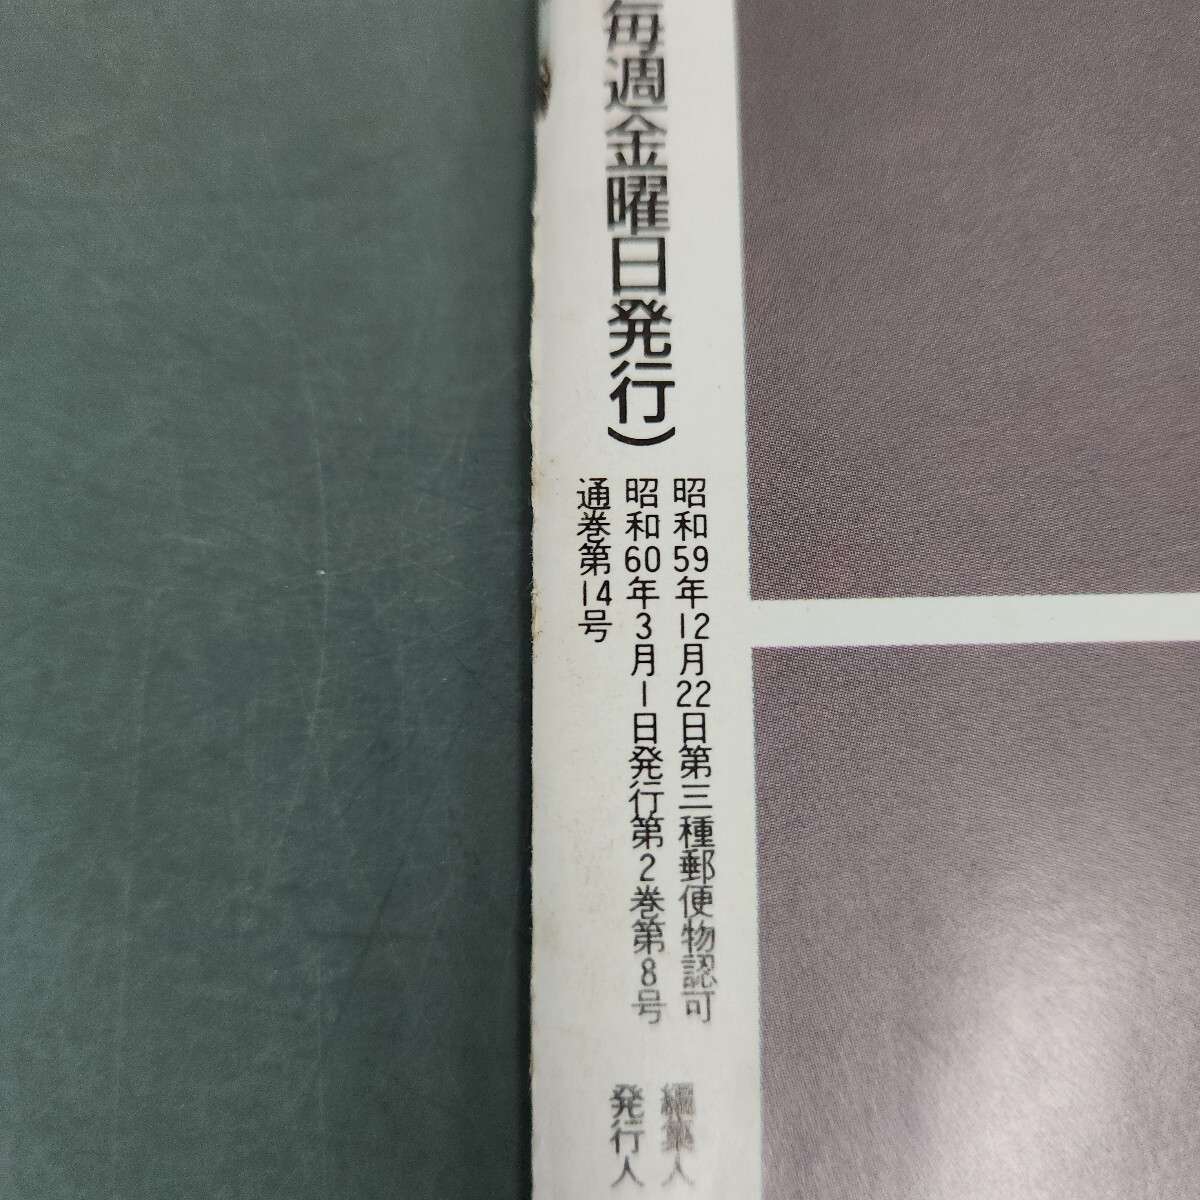 毎週金曜日発行)
昭和59年12月22日第三種郵便物認可
昭和60年3月1日発行第2巻第8号
通巻第14号
編集人
発行人